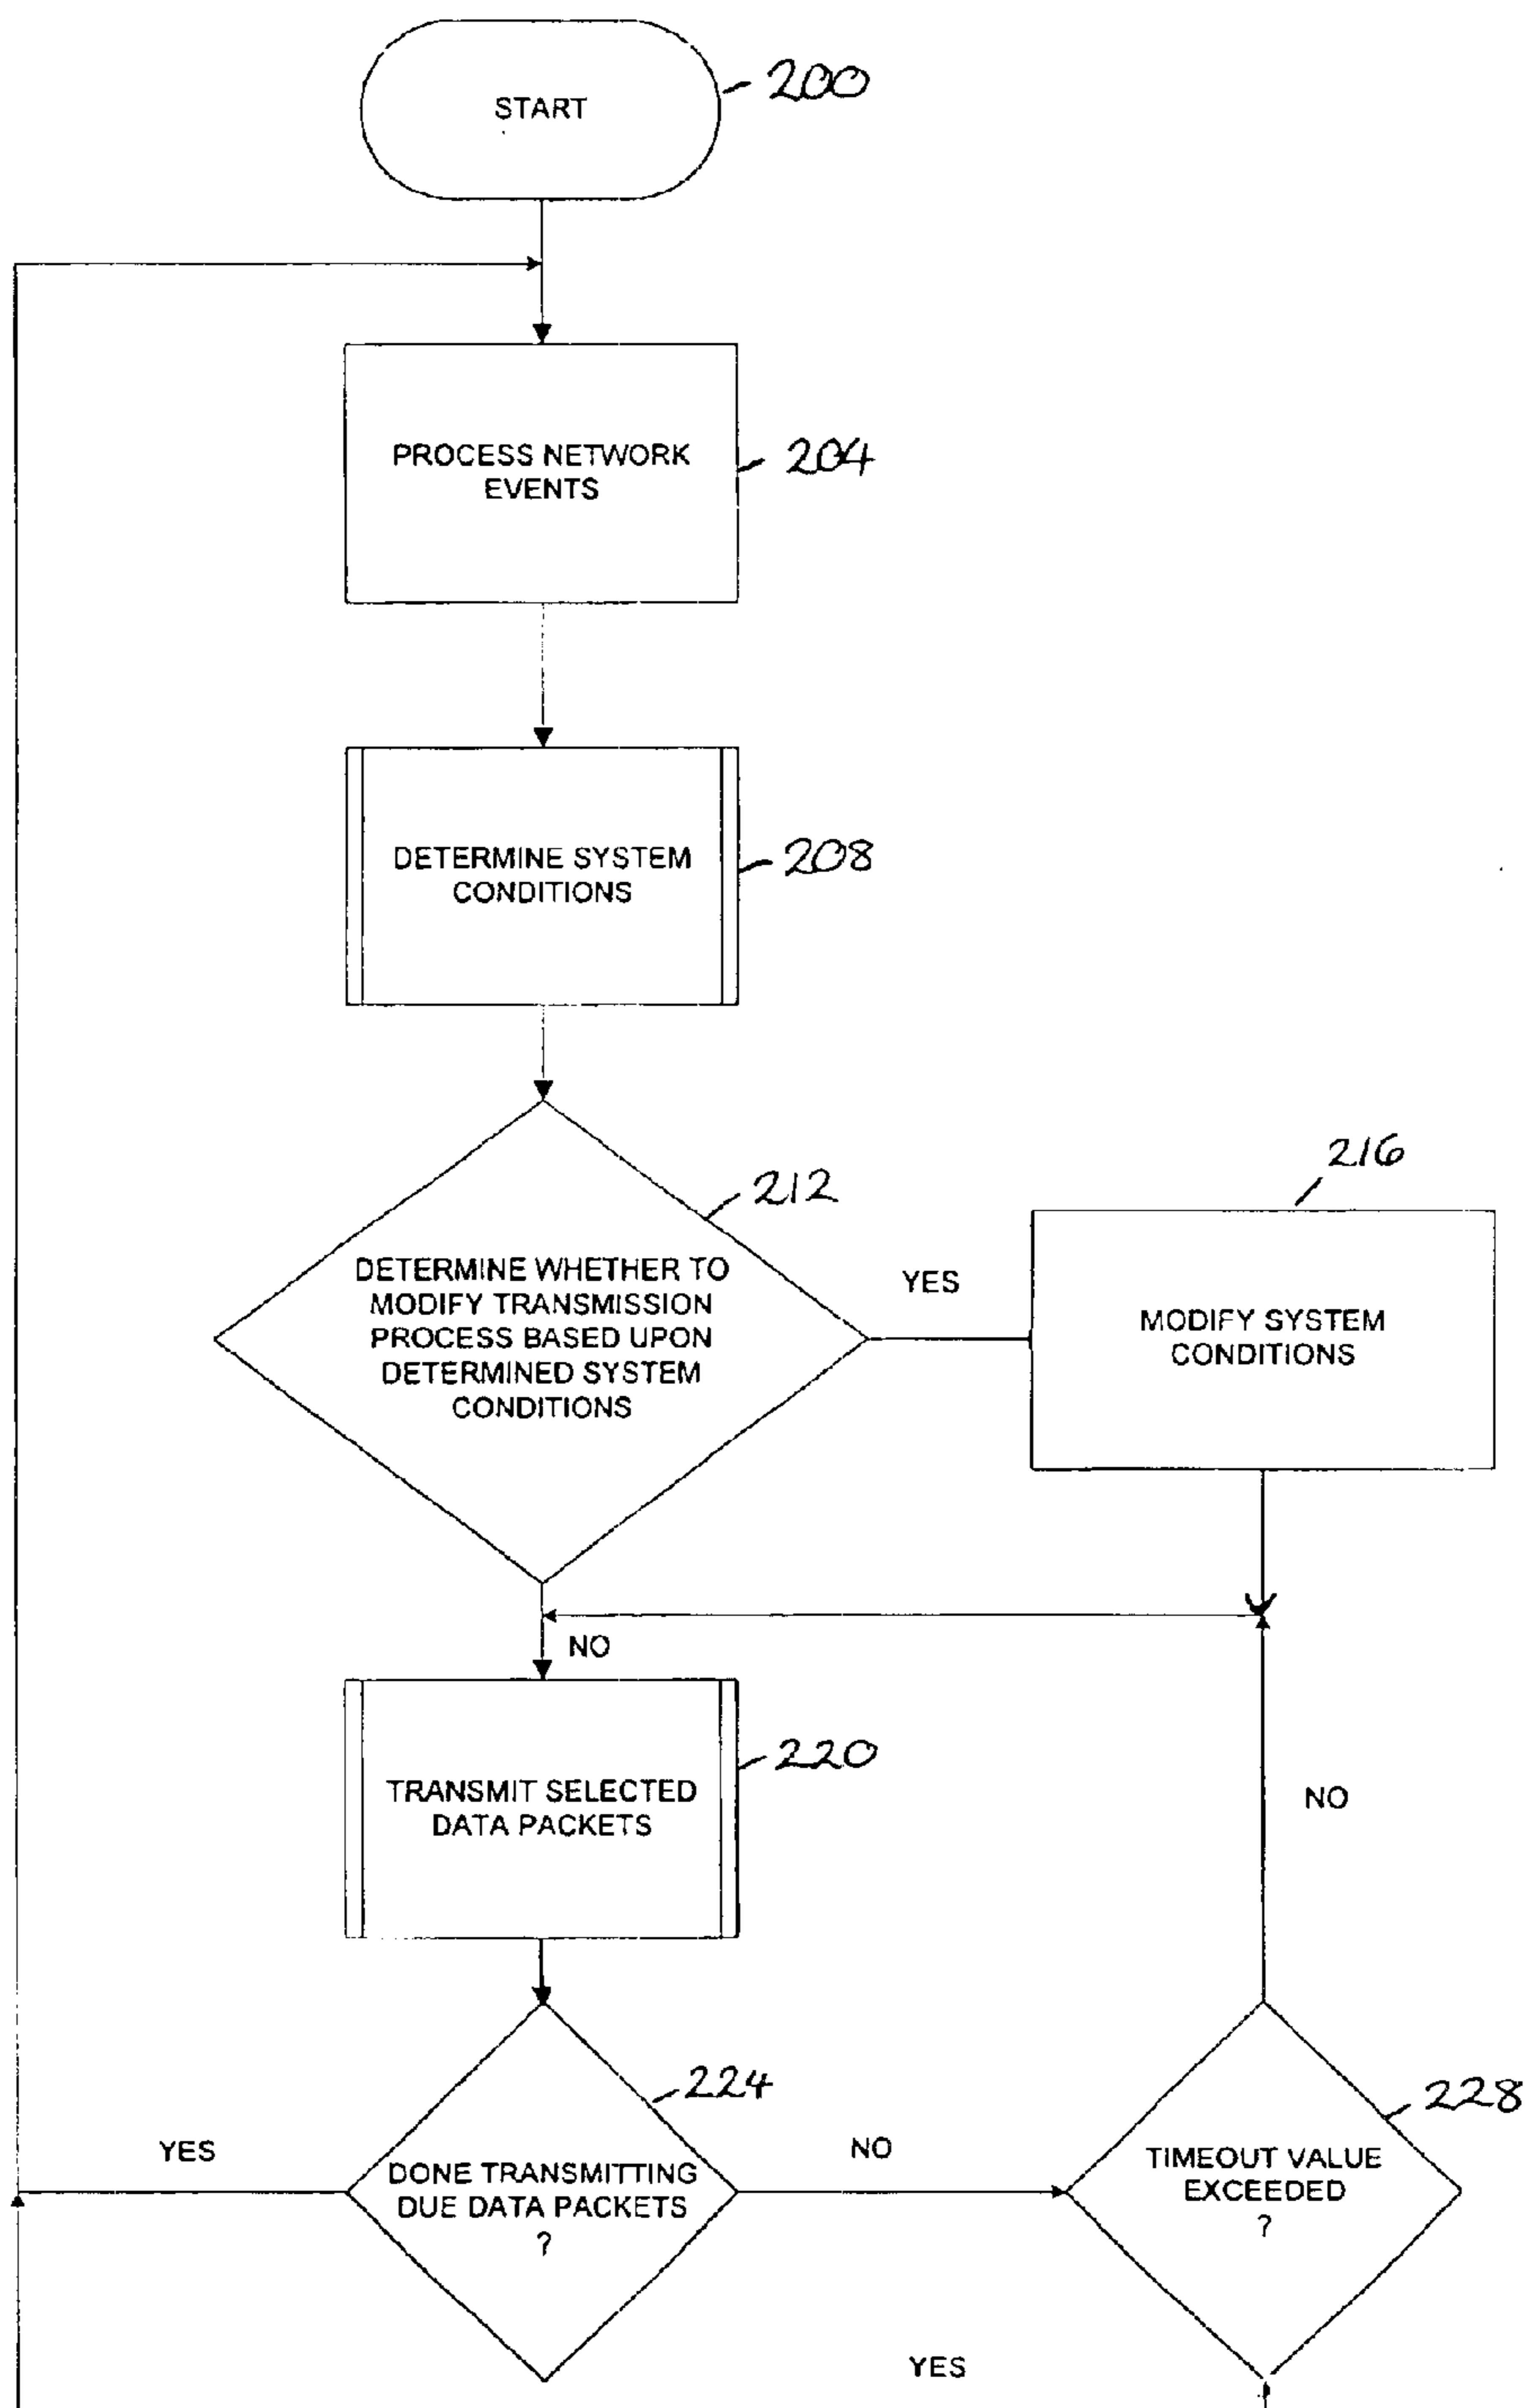 START
200
PROCESS NETWORK
EVENTS
204
DETERMINE SYSTEM
CONDITIONS
208
212
DETERMINE WHETHER TO
MODIFY TRANSMISSION
PROCESS BASED UPON
DETERMINED SYSTEM
CONDITIONS
YES
216
MODIFY SYSTEM
CONDITIONS
NO
TRANSMIT SELECTED
DATA PACKETS
220
NO
224
DONE TRANSMITTING
DUE DATA PACKETS
?
YES
NO
228
TIMEOUT VALUE
EXCEEDED
?
YES